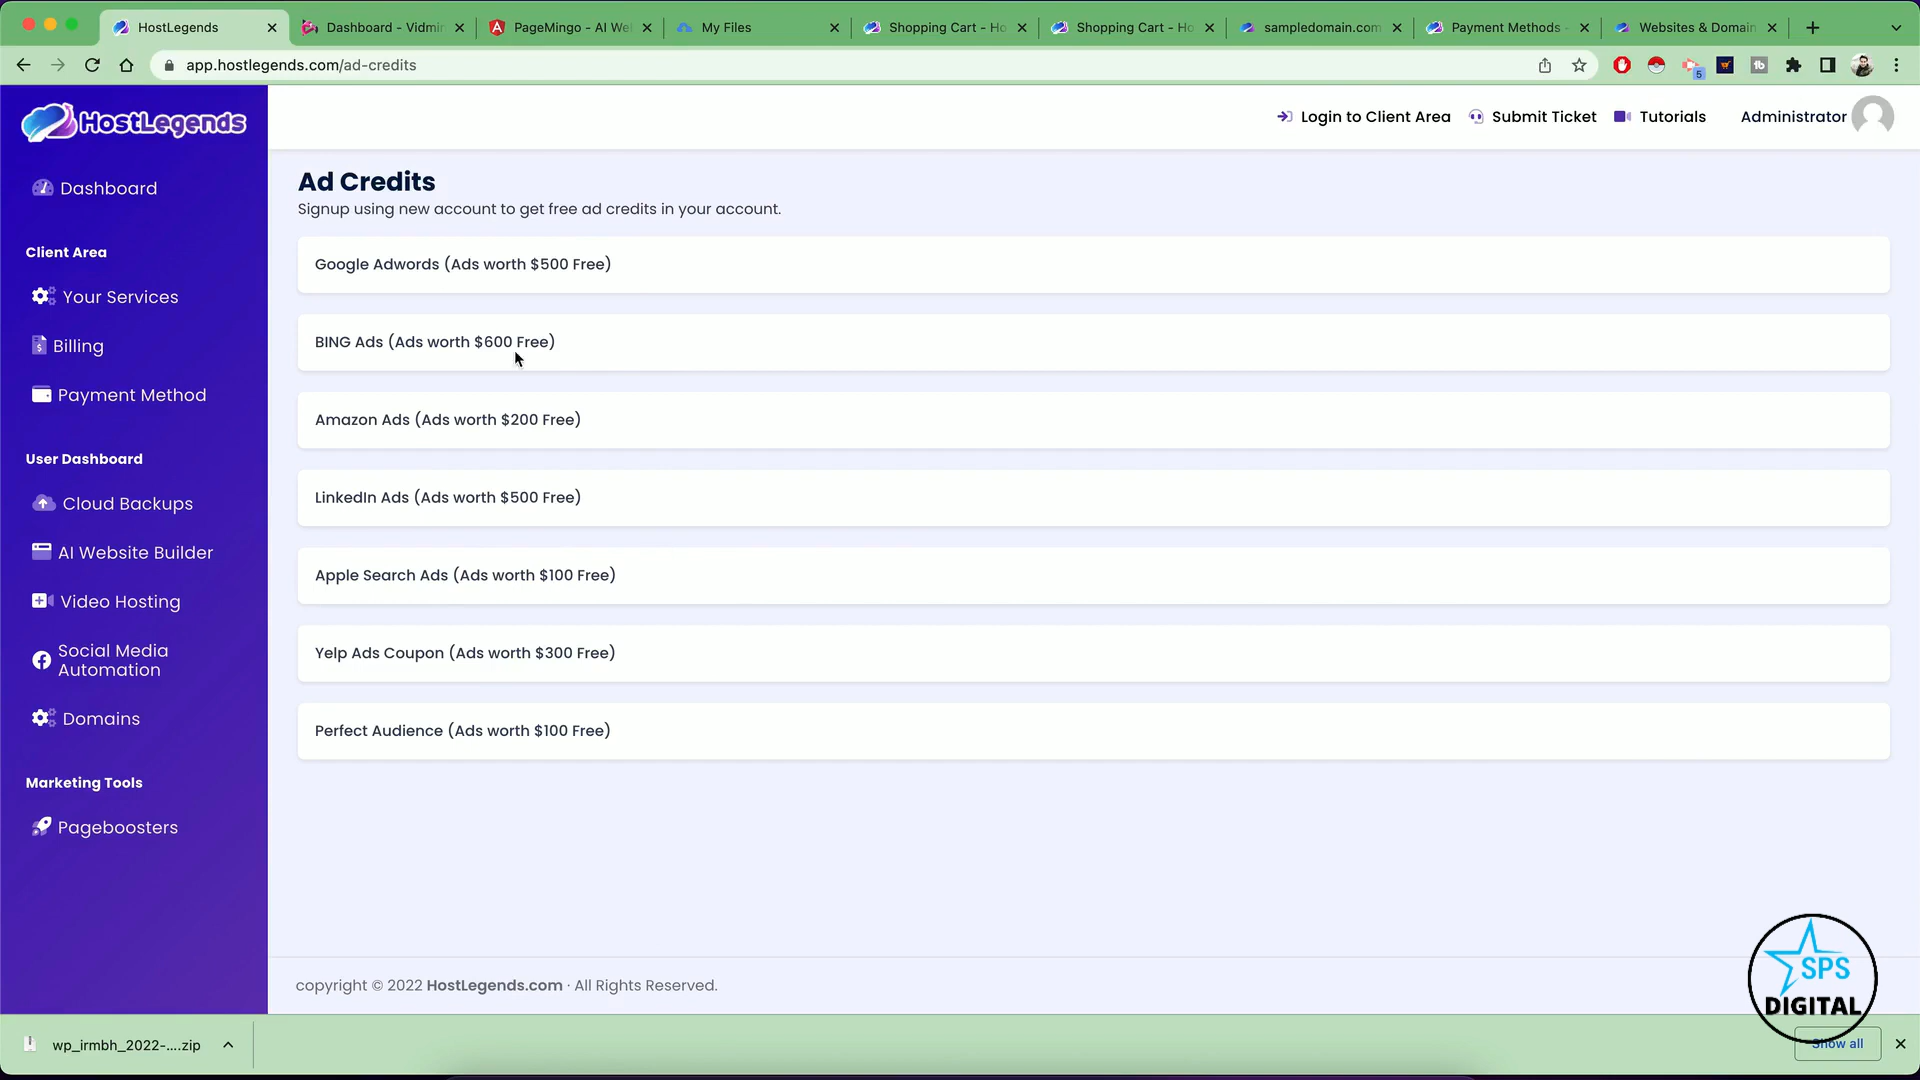 HostLegends
Dashboard - Vidmir
PageMingo - AI We
My Files
Shopping Cart - Ho
Shopping Cart - Ho
sampledomain.com
Payment Methods -
Websites & Domain
app.hostlegends.com/ad-credits
5
tb
HostLegends
Login to Client Area
Submit Ticket
Tutorials
Administrator
Dashboard
Client Area
Your Services
Billing
Payment Method
User Dashboard
Cloud Backups
AI Website Builder
Video Hosting
Social Media
Automation
Domains
Marketing Tools
Pageboosters
Ad Credits
Signup using new account to get free ad credits in your account.
Google Adwords (Ads worth $500 Free)
BING Ads (Ads worth $600 Free)
Amazon Ads (Ads worth $200 Free)
LinkedIn Ads (Ads worth $500 Free)
Apple Search Ads (Ads worth $100 Free)
Yelp Ads Coupon (Ads worth $300 Free)
Perfect Audience (Ads worth $100 Free)
copyright © 2022 HostLegends.com · All Rights Reserved.
SPS
DIGITAL
wp_irmbh_2022-....zip
Show all